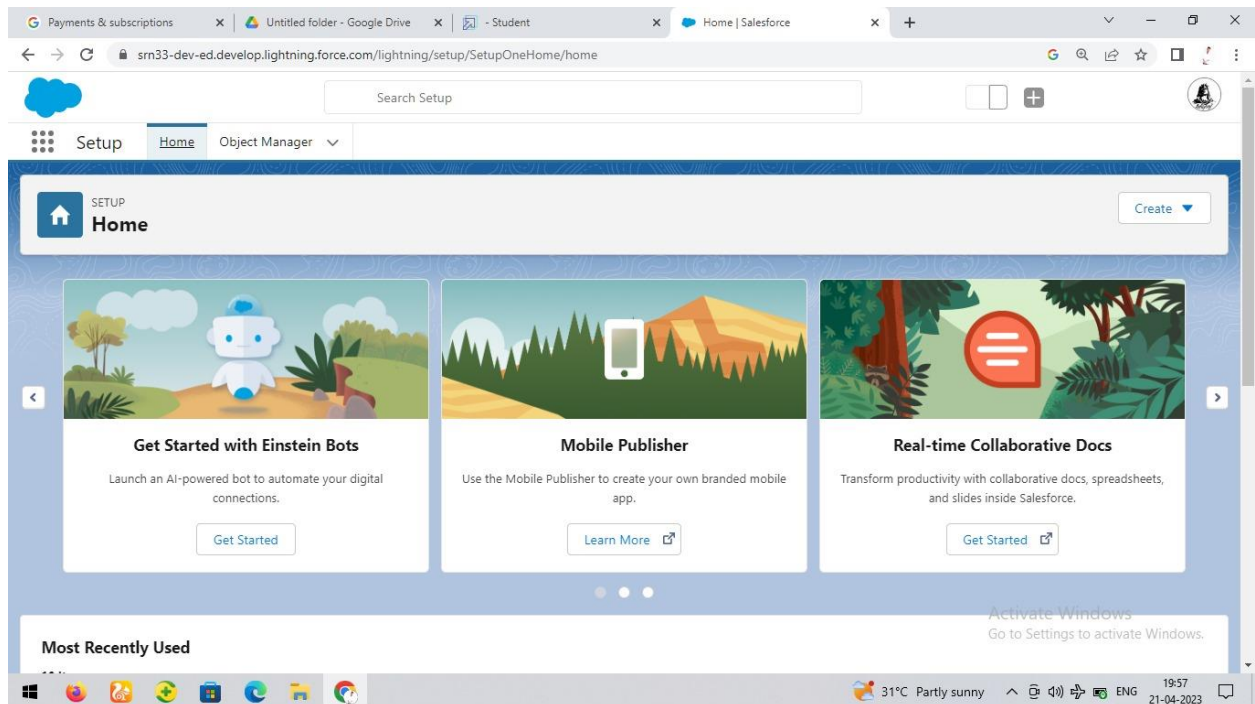 Payments & subscriptions
Untitled folder - Google Drive
- Student
Home | Salesforce
srn33-dev-ed.develop.lightning.force.com/lightning/setup/SetupOneHome/home
Search Setup
Setup
Home
Object Manager
SETUP
Home
Create
Get Started with Einstein Bots
Launch an AI-powered bot to automate your digital
connections.
Get Started
Mobile Publisher
Use the Mobile Publisher to create your own branded mobile
app.
Learn More
Real-time Collaborative Docs
Transform productivity with collaborative docs, spreadsheets,
and slides inside Salesforce.
Get Started
Activate Windows
Go to Settings to activate Windows.
Most Recently Used
31°C Partly sunny
ENG
19:57
21-04-2023